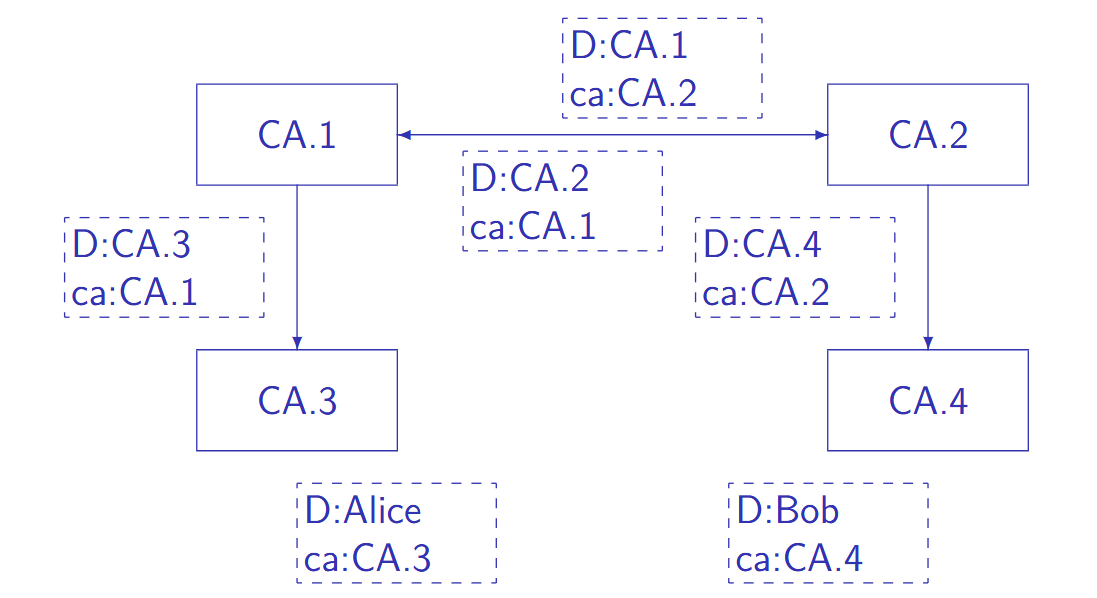 D:CA.1
ca:CA.2
CA.1
CA.2
D:CA.2
ca:CA.1
D:CA.3
ca:CA.1
D:CA.4
ca:CA.2
CA.3
CA.4
D:Alice
ca:CA.3
D:Bob
ca:CA.4